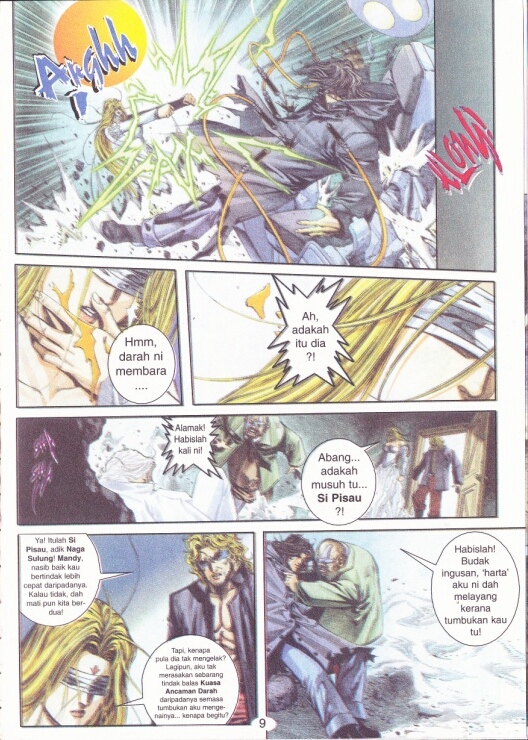 Arrghh!
KLONG!
Hmm,
darah ni
membara
....
Ah,
adakah
itu dia
?!
Alamak!
Habislah
kali ni!
Abang...
adakah
musuh tu...
Si Pisau
?!
Ya! Itulah Si
Pisau, adik Naga
Sulung! Mandy,
nasib baik kau
bertindak lebih
cepat daripadanya.
Kalau tidak, dah
mati pun kita ber-
dua!
Tapi, kenapa
pula dia tak mengelak?
Lagipun, aku tak
merasakan sebarang
tindak balas Kuasa
Ancaman Darah
daripadanya semasa
tumbukan aku menge-
nainya... kenapa begitu?
Habislah!
Budak
ingusan, 'harta'
aku ni dah
melayang
kerana
tumbukan kau
tu!
9